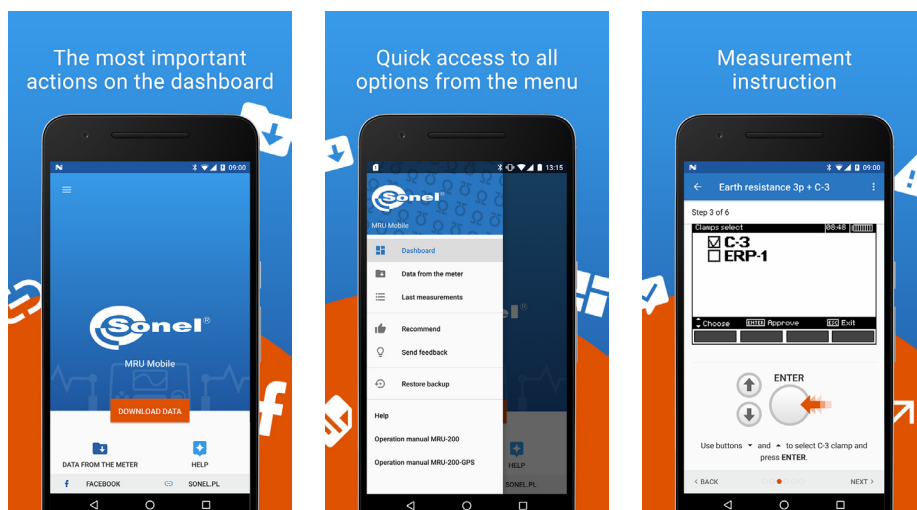 The most important
actions on the dashboard
09:00
Sonel®
MRU Mobile
DOWNLOAD DATA
DATA FROM THE METER
HELP
FACEBOOK
SONEL.PL
Quick access to all
options from the menu
13:15
Sonel®
MRU Mobile
Dashboard
Data from the meter
Last measurements
Recommend
Send feedback
Restore backup
Help
Operation manual MRU-200
Operation manual MRU-200-GPS
HELP
SONEL.PL
Measurement
instruction
09:00
Earth resistance 3p + C-3
Step 3 of 6
Clamps select 08:48
C-3
ERP-1
Choose ENTER Approve ESC Exit
ENTER
Use buttons ▼ and ▲ to select C-3 clamp and
press ENTER.
< BACK NEXT >